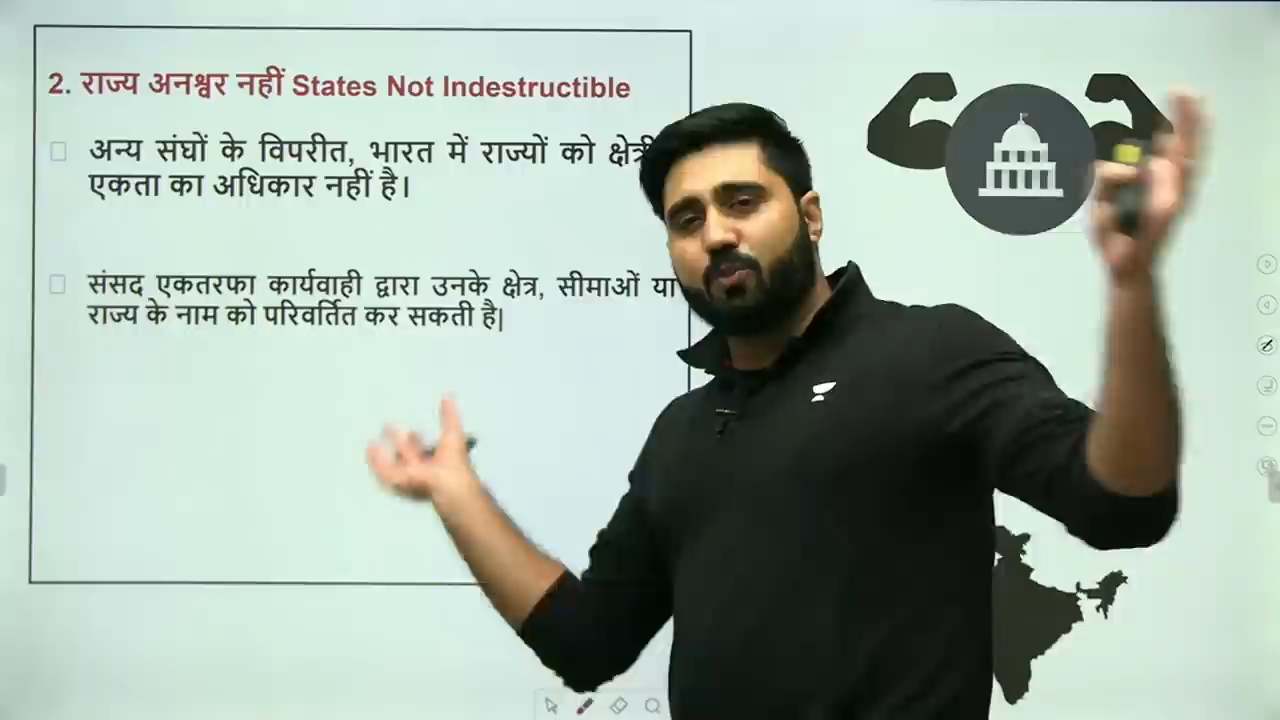 2. राज्य अनश्वर नहीं States Not Indestructible
अन्य संघों के विपरीत, भारत में राज्यों को
एकता का अधिकार नहीं है।
संसद एकतरफा कार्यवाही द्वारा उनके क्षेत्र, सीमाओं या
राज्य के नाम को परिवर्तित कर सकती है|